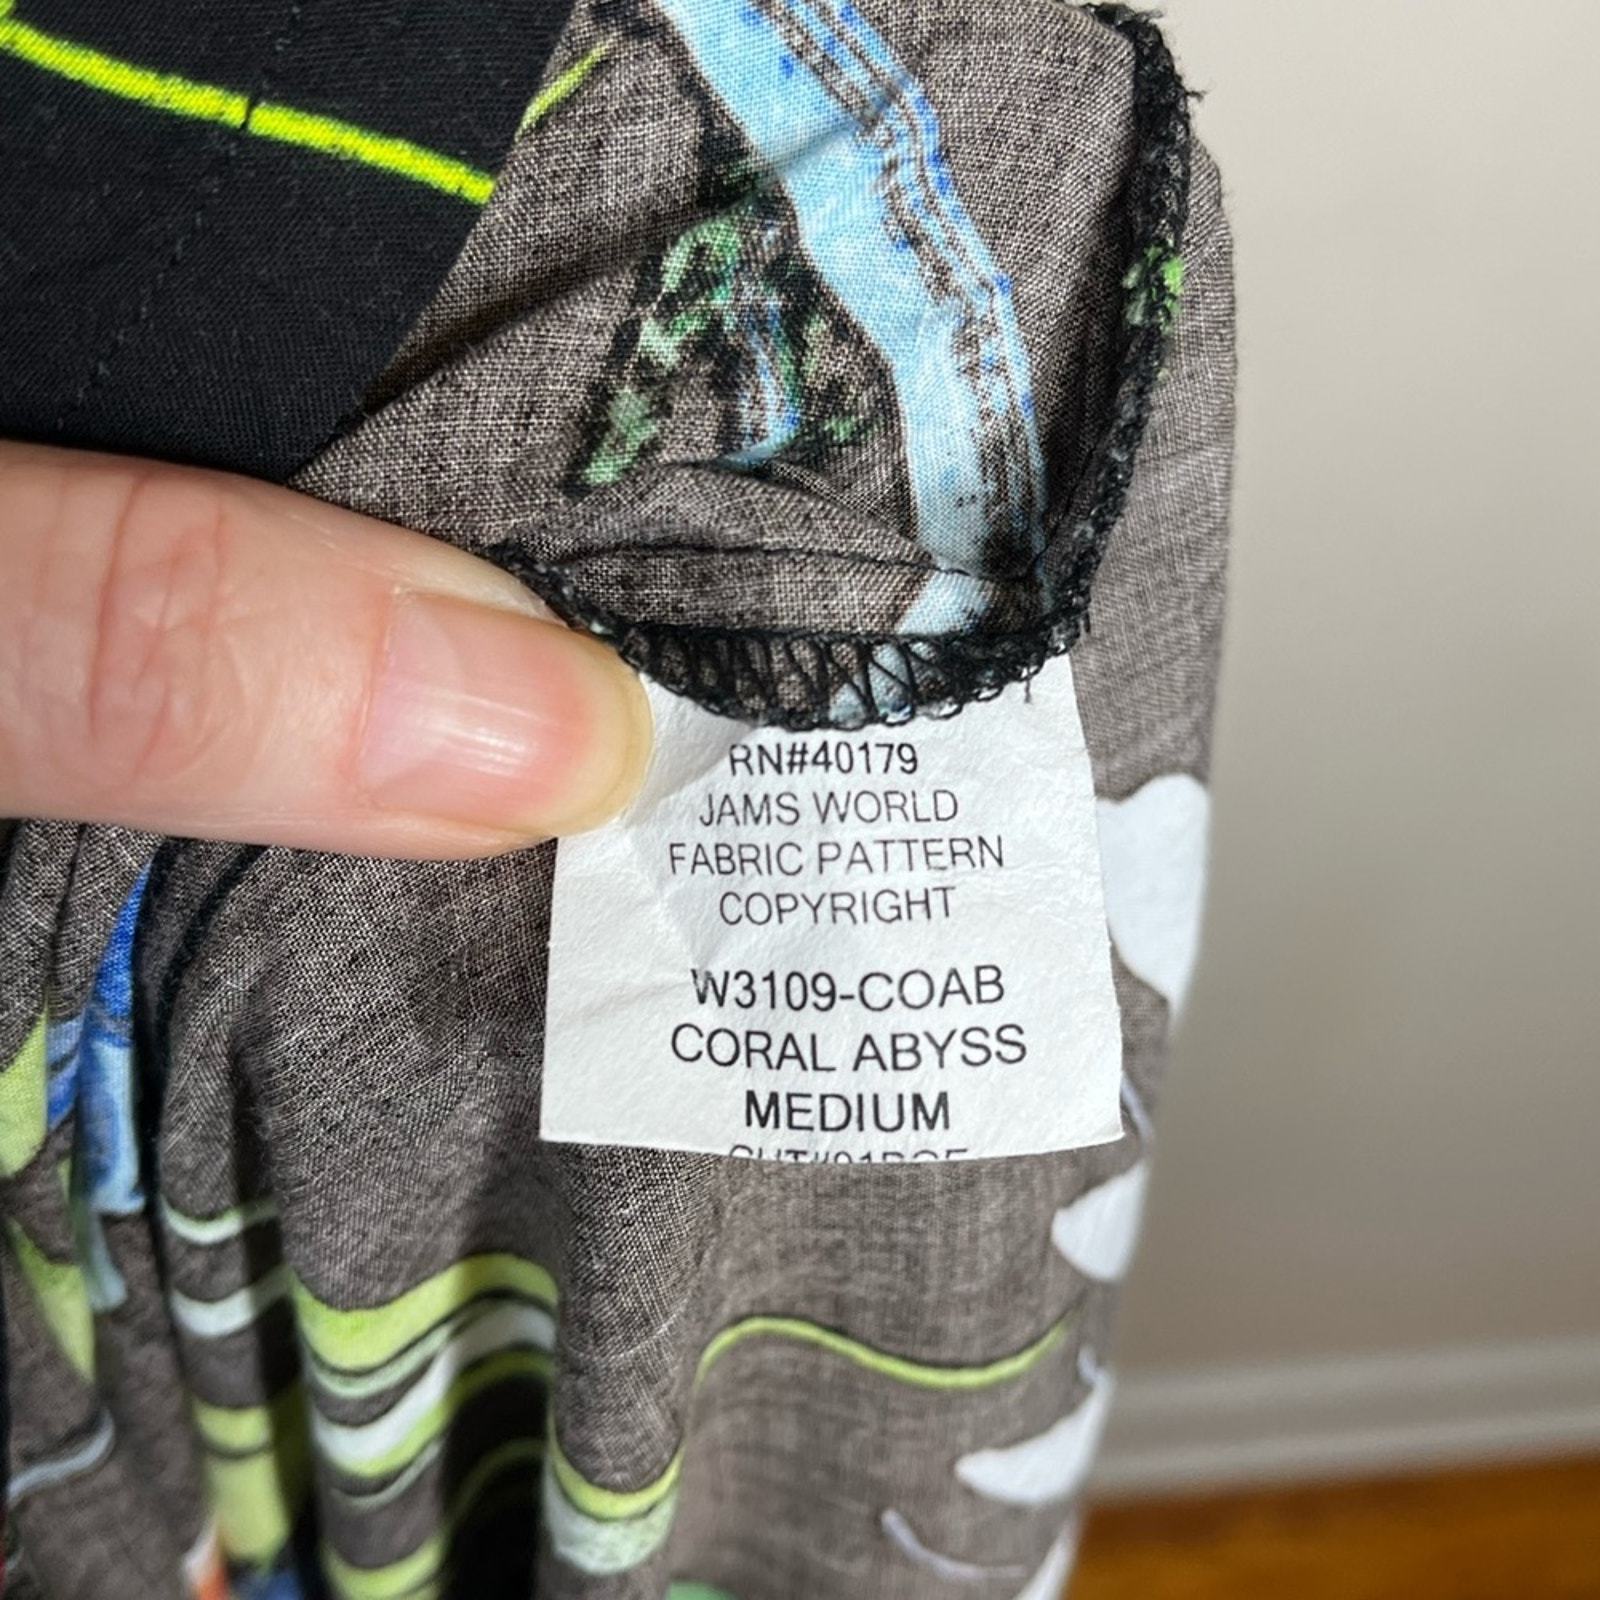 RN#40179
JAMS WORLD
FABRIC PATTERN
COPYRIGHT
W3109-COAB
CORAL ABYSS
MEDIUM